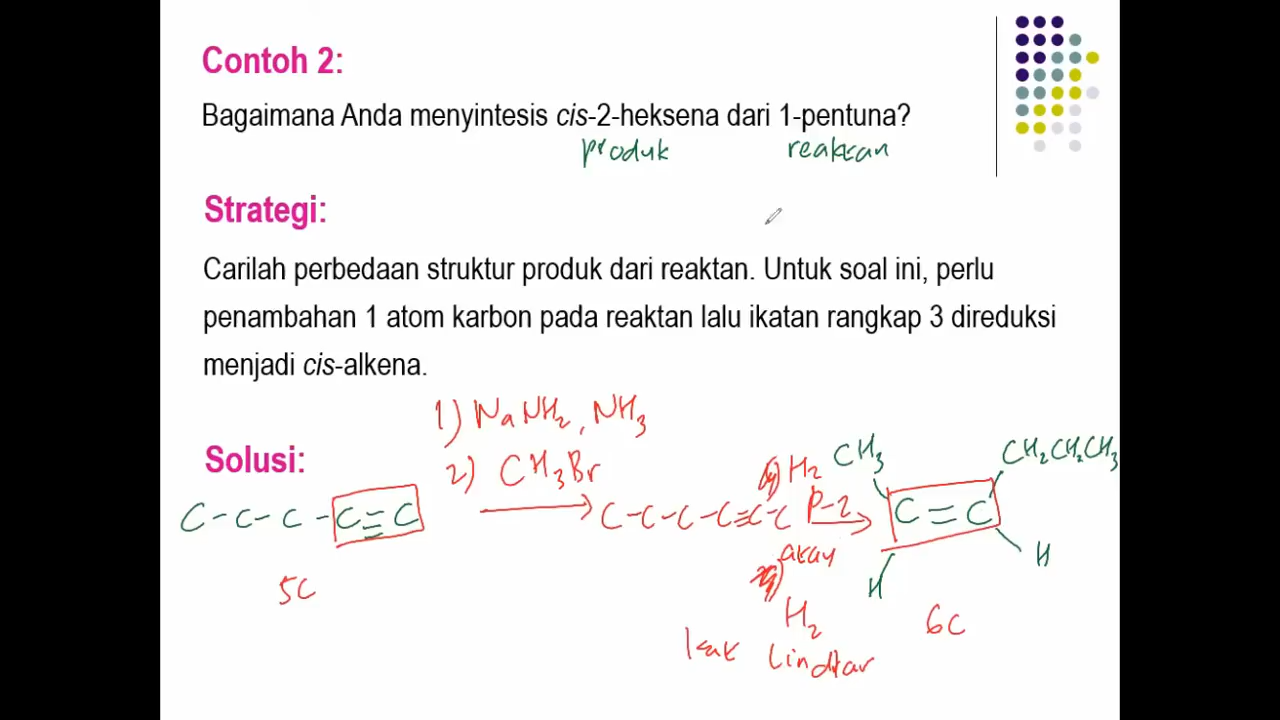 Contoh 2:
Bagaimana Anda menyintesis cis-2-heksena dari 1-pentuna?
produk reaktan
Strategi:
Carilah perbedaan struktur produk dari reaktan. Untuk soal ini, perlu
penambahan 1 atom karbon pada reaktan lalu ikatan rangkap 3 direduksi
menjadi cis-alkena.
1) NaNH2, NH3
Solusi:
2) CH3Br
H2
CH3
CH2CH2CH3
C - C - C - C ≡ C
C - C - C - C ≡ C - C
P-2
C = C
atau
H
H
5C
H2
6C
Lindlar